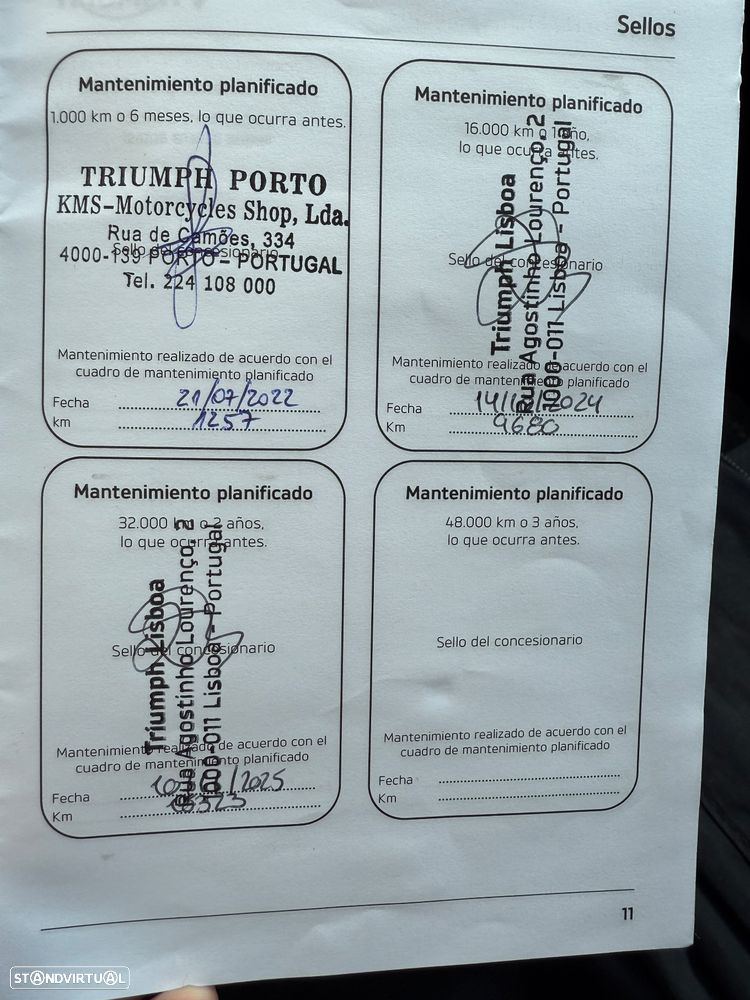 Sellos
Mantenimiento planificado
1.000 km o 6 meses, lo que ocurra antes.
TRIUMPH PORTO
KMS-Motorcycles Shop, Lda.
Rua de Camões, 334
Sello del concesionario
4000-139 PORTO - PORTUGAL
Tel. 224 108 000
Mantenimiento realizado de acuerdo con el
cuadro de mantenimiento planificado
Fecha 21/07/2022
km 1257
Mantenimiento planificado
16.000 km o 1 año,
lo que ocurra antes.
Sello del concesionario
Triumph Lisboa
Rua Agostinho Lourenço, 2
1000-011 Lisboa - Portugal
Mantenimiento realizado de acuerdo con el
cuadro de mantenimiento planificado
Fecha 2024
Km 9680
Mantenimiento planificado
32.000 km o 2 años,
lo que ocurra antes.
Sello del concesionario
Triumph Lisboa
Rua Agostinho Lourenço, 2
1000-011 Lisboa - Portugal
Mantenimiento realizado de acuerdo con el
cuadro de mantenimiento planificado
Fecha 2025
Km
Mantenimiento planificado
48.000 km o 3 años,
lo que ocurra antes.
Sello del concesionario
Mantenimiento realizado de acuerdo con el
cuadro de mantenimiento planificado
Fecha
Km
11
STANDVIRTUAL